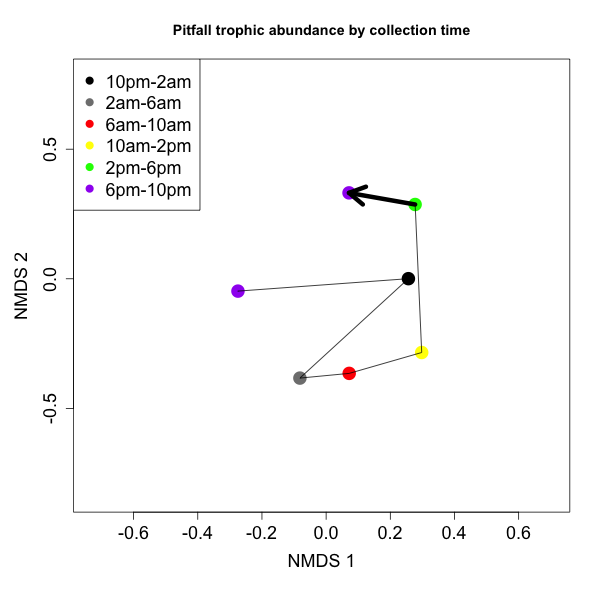 Pitfall trophic abundance by collection time
10pm-2am
2am-6am
6am-10am
10am-2pm
2pm-6pm
6pm-10pm
0.5
0.0
-0.5
NMDS 2
-0.6
-0.4
-0.2
0.0
0.2
0.4
0.6
NMDS 1